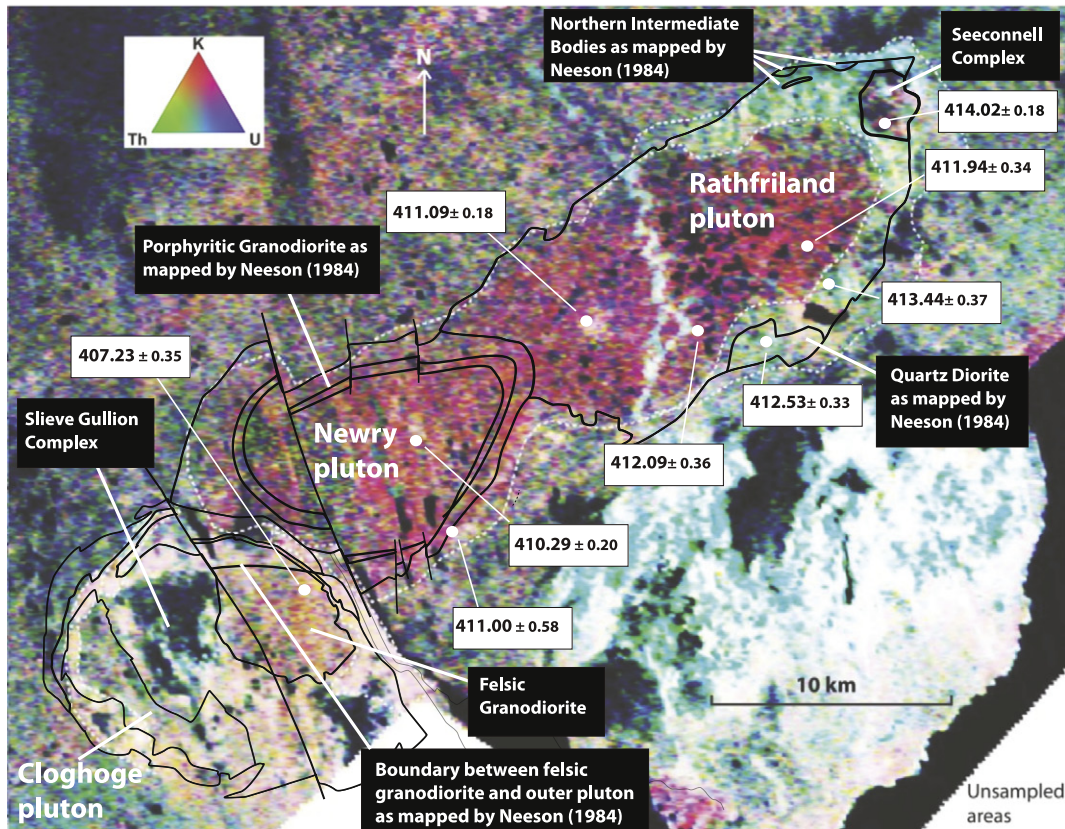 K
Th
U
N
Northern Intermediate
Bodies as mapped by
Neeson (1984)
Seeconnell
Complex
414.02± 0.18
411.94± 0.34
Rathfriland
pluton
411.09± 0.18
Porphyritic Granodiorite as
mapped by Neeson (1984)
413.44± 0.37
407.23 ± 0.35
Quartz Diorite
as mapped by
Neeson (1984)
412.53± 0.33
Slieve Gullion
Complex
Newry
pluton
412.09 ± 0.36
410.29 ± 0.20
411.00 ± 0.58
Felsic
Granodiorite
10 km
Cloghoge
pluton
Boundary between felsic
granodiorite and outer pluton
as mapped by Neeson (1984)
Unsampled
areas